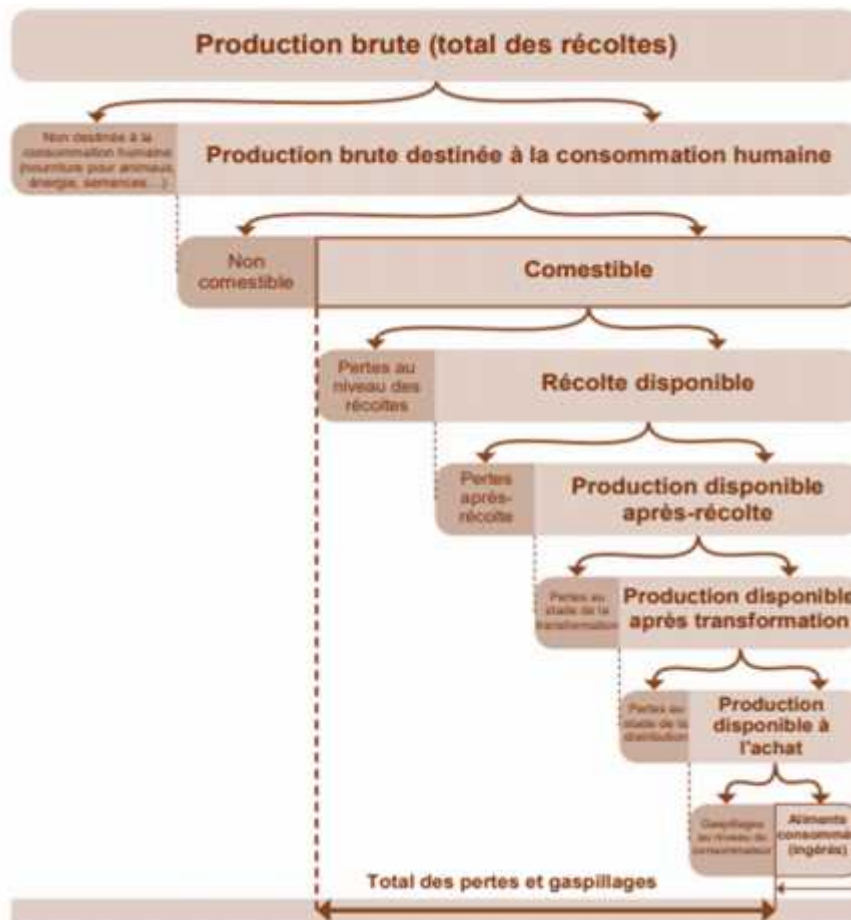 Production brute (total des récoltes)
Non destinée à la
consommation humaine
(nourriture pour animaux,
énergie, semences…)
Production brute destinée à la consommation humaine
Non
comestible
Comestible
Pertes au
niveau des
récoltes
Récolte disponible
Pertes
après-
récolte
Production disponible
après-récolte
Pertes au
stade de la
transformation
Production disponible
après transformation
Pertes au
stade de la
distribution
Production
disponible à
l'achat
Gaspillages
au niveau du
consommateur
Aliments
consommé
(ingérés)
Total des pertes et gaspillages